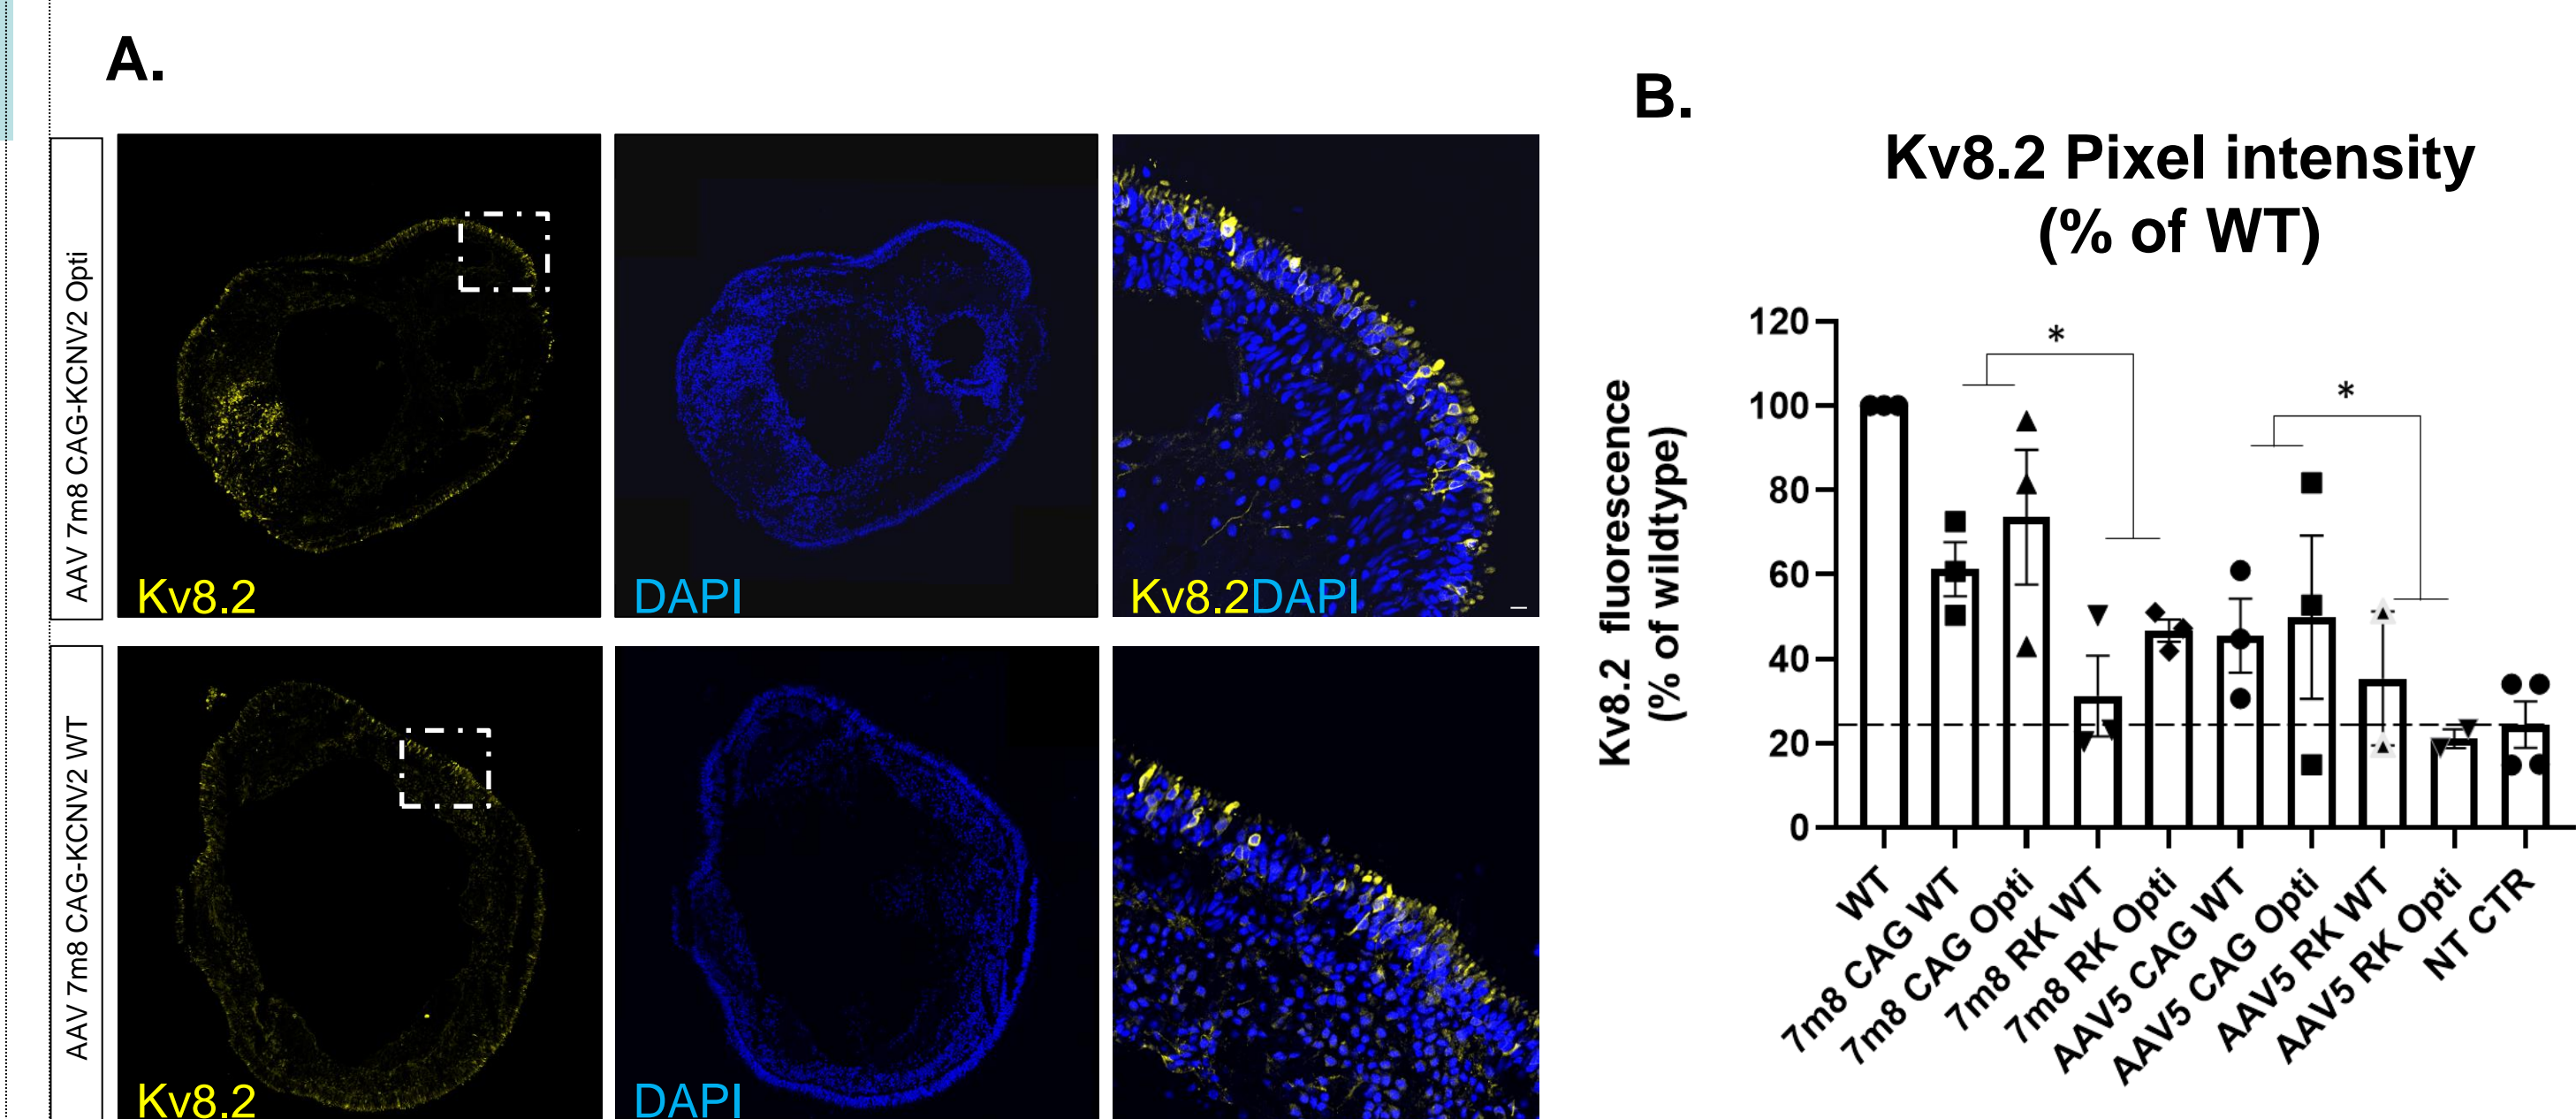 A.
AAV 7m8 CAG-KCNV2 Opti
Kv8.2
DAPI
Kv8.2DAPI
AAV 7m8 CAG-KCNV2 WT
Kv8.2
DAPI
B.
Kv8.2 Pixel intensity
(% of WT)
Kv8.2 fluorescence
(% of wildtype)
120
100
80
60
40
20
0
*
*
WT
7m8 CAG WT
7m8 CAG Opti
7m8 RK WT
7m8 RK Opti
AAV5 CAG WT
AAV5 CAG Opti
AAV5 RK WT
AAV5 RK Opti
NT CTR